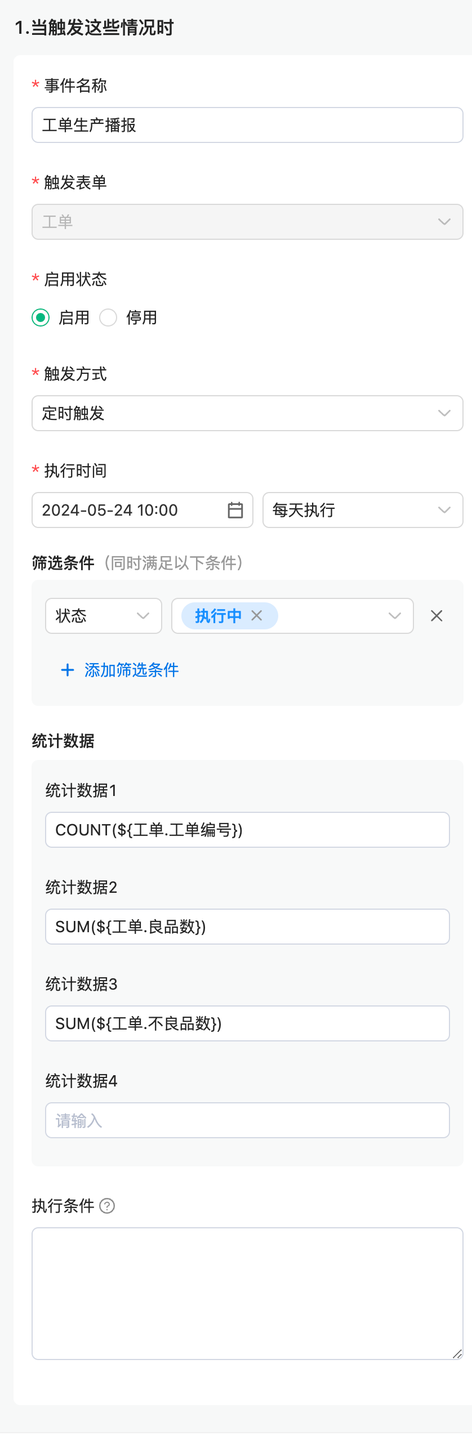 1.当触发这些情况时
* 事件名称
工单生产播报
* 触发表单
工单
* 启用状态
启用 停用
* 触发方式
定时触发
* 执行时间
2024-05-24 10:00 每天执行
筛选条件（同时满足以下条件）
状态 执行中
+ 添加筛选条件
统计数据
统计数据1
COUNT(${工单.工单编号})
统计数据2
SUM(${工单.良品数})
统计数据3
SUM(${工单.不良品数})
统计数据4
请输入
执行条件